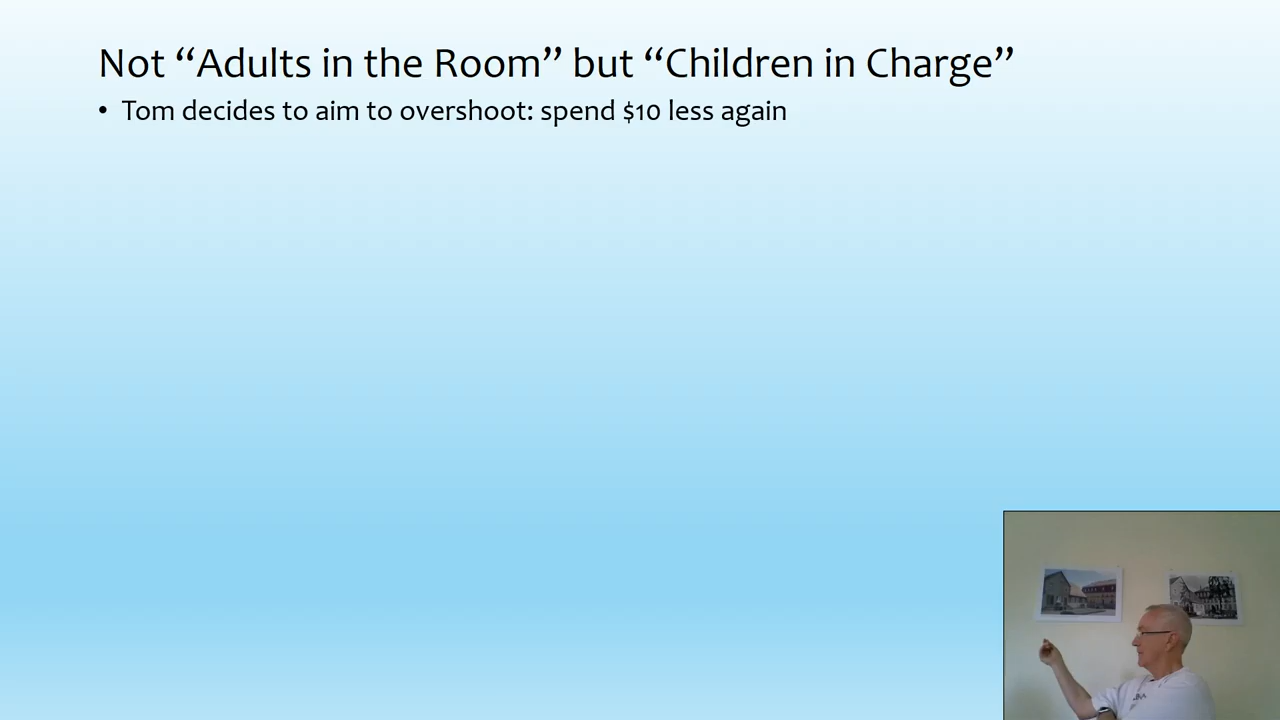 Not “Adults in the Room” but “Children in Charge”
• Tom decides to aim to overshoot: spend $10 less again